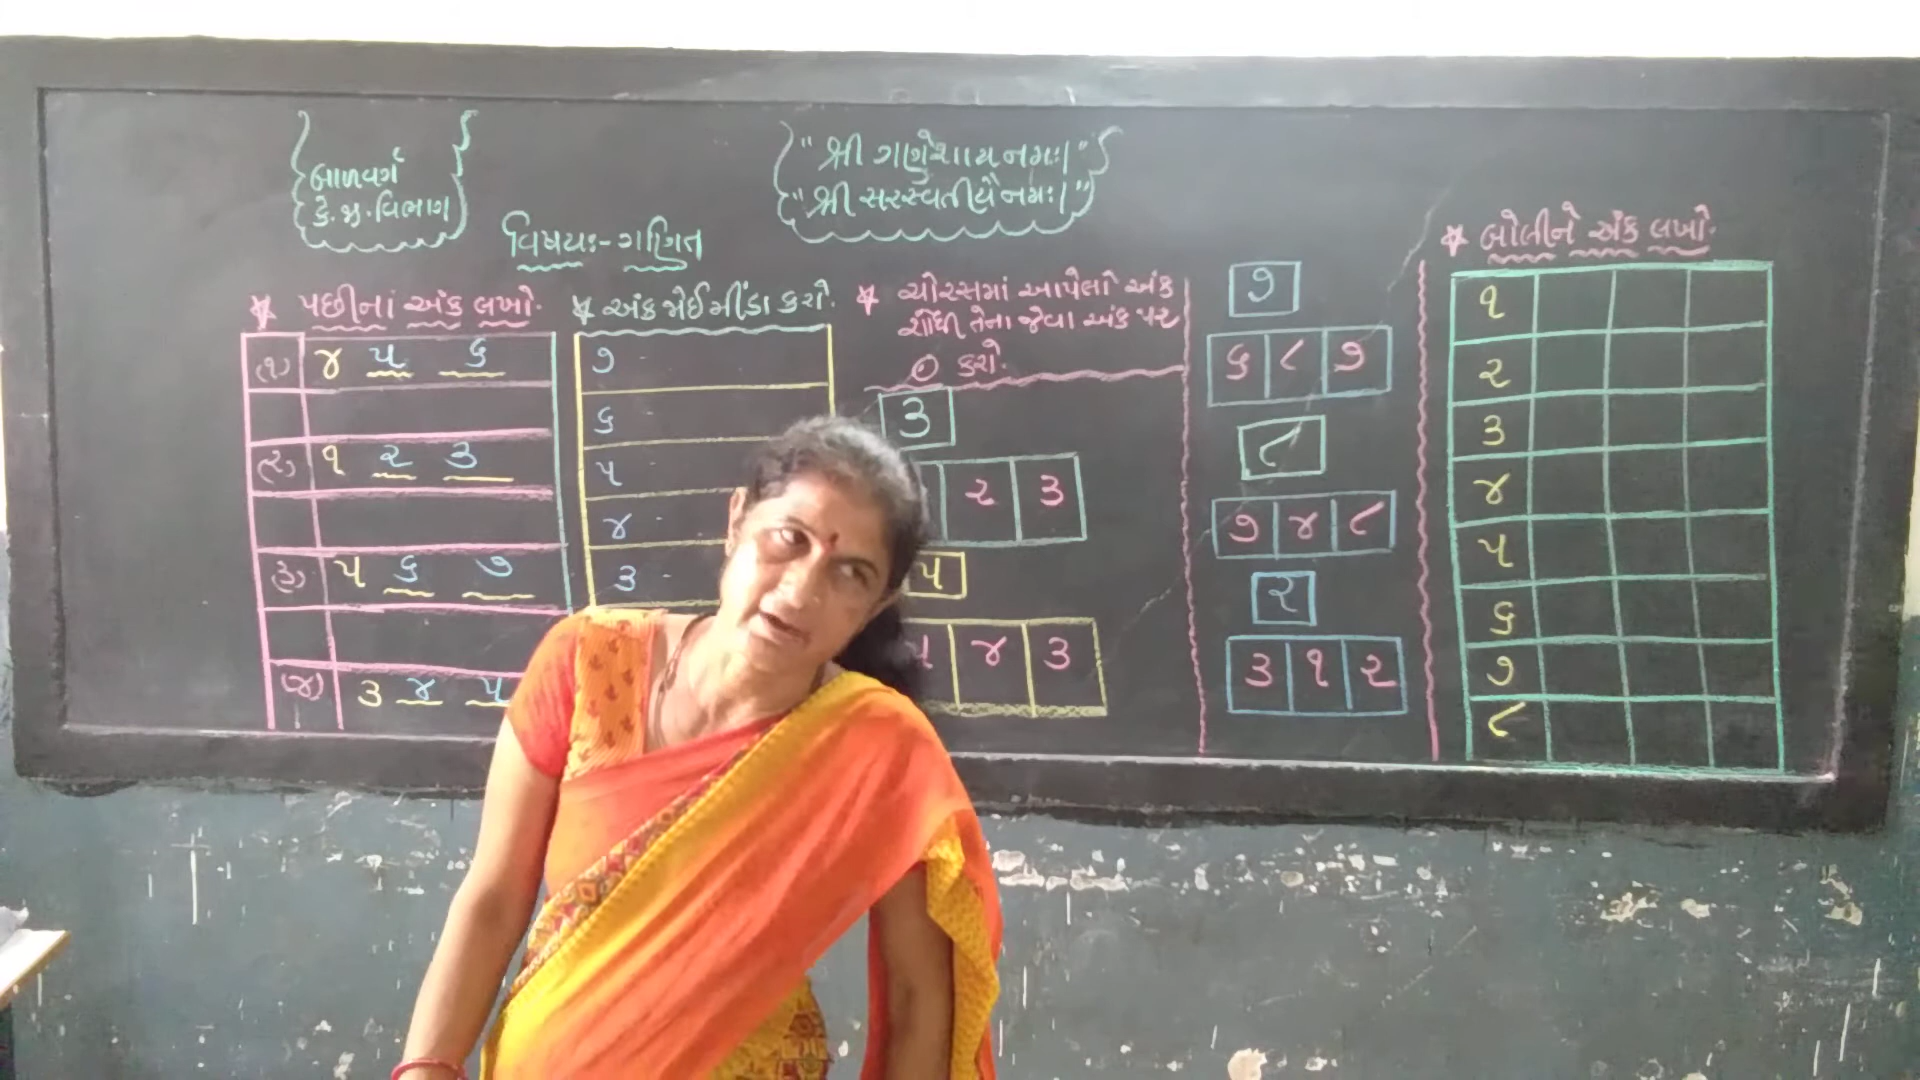 બાળવર્ગ
કે.જી.વિભાગ
"શ્રી ગણેશાય નમઃ।"
"શ્રી સરસ્વતીયૈ નમઃ।"
વિષયઃ- ગણિત
* પછીનાં અંક લખો.
(૧) ૪ ૫ ૬
(૨) ૧ ૨ ૩
(૩) ૫ ૬ ૭
(૪) ૩ ૪ ૫
* અંક જોઈ મીંડા કરો.
૭ -
૬ -
૫ -
૪ -
૩ -
* ચોરસમાં આપેલો અંક
શોધી તેના જેવા અંક પર
કરો.
૩
૨ ૩
૫
૫ ૪ ૩
૭
૬ ૮ ૭
૮
૭ ૪ ૮
૨
૩ ૧ ૨
* બોલીને અંક લખો.
૧
૨
૩
૪
૫
૬
૭
૮